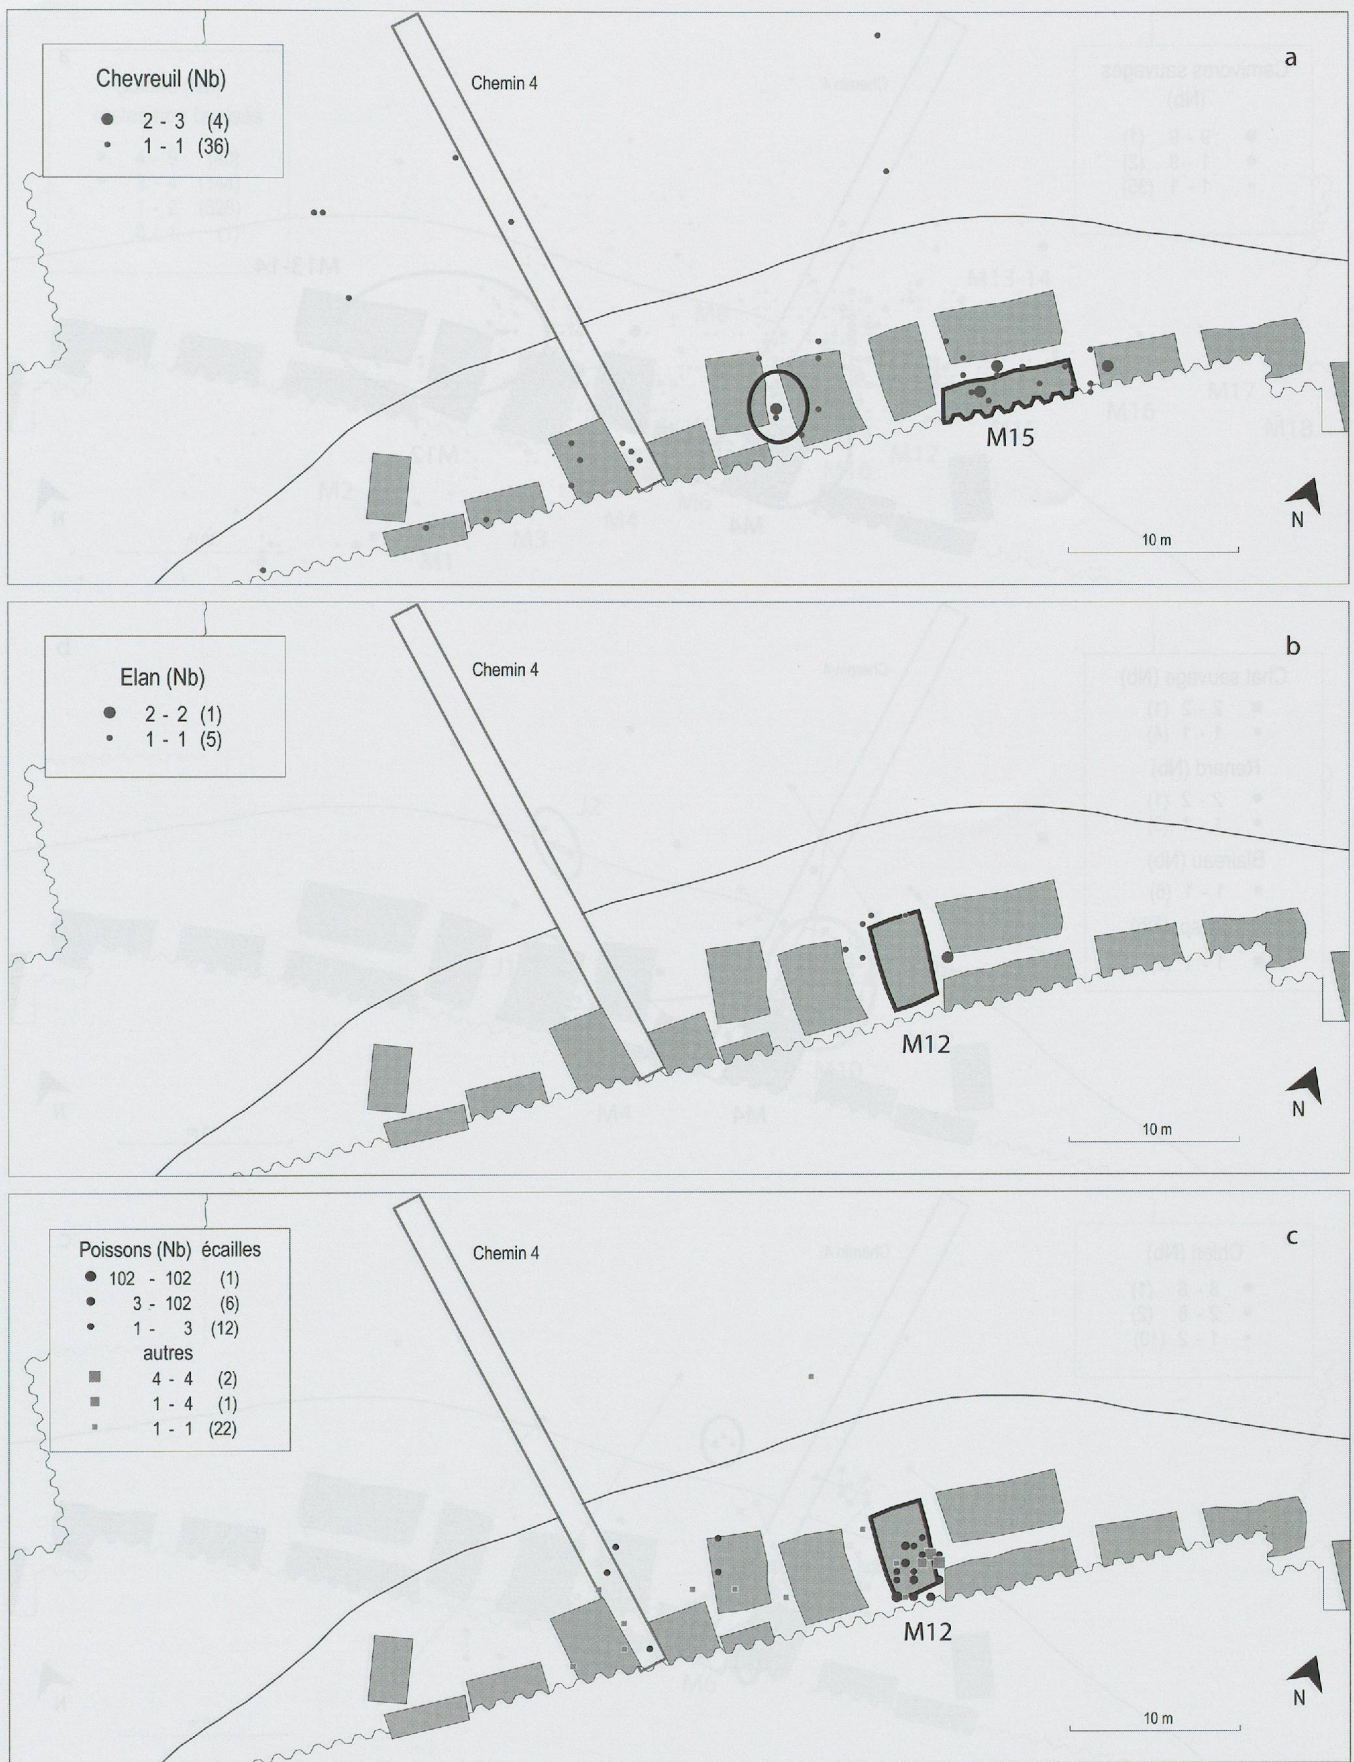 a
Chevreuil (Nb)
2 - 3 (4)
1 - 1 (36)
Chemin 4
M15
N
10 m
b
Elan (Nb)
2 - 2 (1)
1 - 1 (5)
Chemin 4
M12
N
10 m
c
Poissons (Nb) écailles
102 - 102 (1)
3 - 102 (6)
1 - 3 (12)
autres
4 - 4 (2)
1 - 4 (1)
1 - 1 (22)
Chemin 4
M12
N
10 m